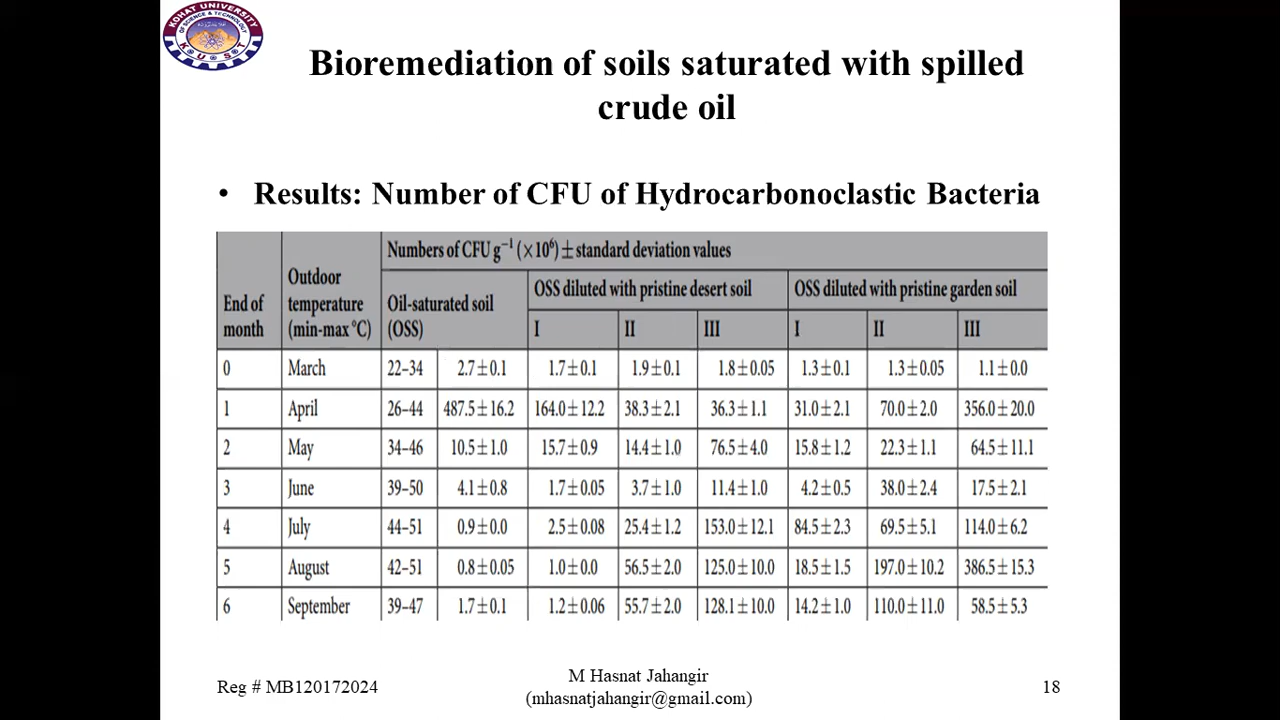 KOHAT UNIVERSITY
OF SCIENCE & TECHNOLOGY
K U S T
Bioremediation of soils saturated with spilled
crude oil
• Results: Number of CFU of Hydrocarbonoclastic Bacteria
Numbers of CFU g⁻¹ (×10⁶) ± standard deviation values
End of month Outdoor temperature (min-max °C) Oil-saturated soil (OSS) OSS diluted with pristine desert soil OSS diluted with pristine garden soil
I II III I II III
0 March 22–34 2.7±0.1 1.7±0.1 1.9±0.1 1.8±0.05 1.3±0.1 1.3±0.05 1.1±0.0
1 April 26–44 487.5±16.2 164.0±12.2 38.3±2.1 36.3±1.1 31.0±2.1 70.0±2.0 356.0±20.0
2 May 34–46 10.5±1.0 15.7±0.9 14.4±1.0 76.5±4.0 15.8±1.2 22.3±1.1 64.5±11.1
3 June 39–50 4.1±0.8 1.7±0.05 3.7±1.0 11.4±1.0 4.2±0.5 38.0±2.4 17.5±2.1
4 July 44–51 0.9±0.0 2.5±0.08 25.4±1.2 153.0±12.1 84.5±2.3 69.5±5.1 114.0±6.2
5 August 42–51 0.8±0.05 1.0±0.0 56.5±2.0 125.0±10.0 18.5±1.5 197.0±10.2 386.5±15.3
6 September 39–47 1.7±0.1 1.2±0.06 55.7±2.0 128.1±10.0 14.2±1.0 110.0±11.0 58.5±5.3
Reg # MB120172024
M Hasnat Jahangir
(mhasnatjahangir@gmail.com)
18